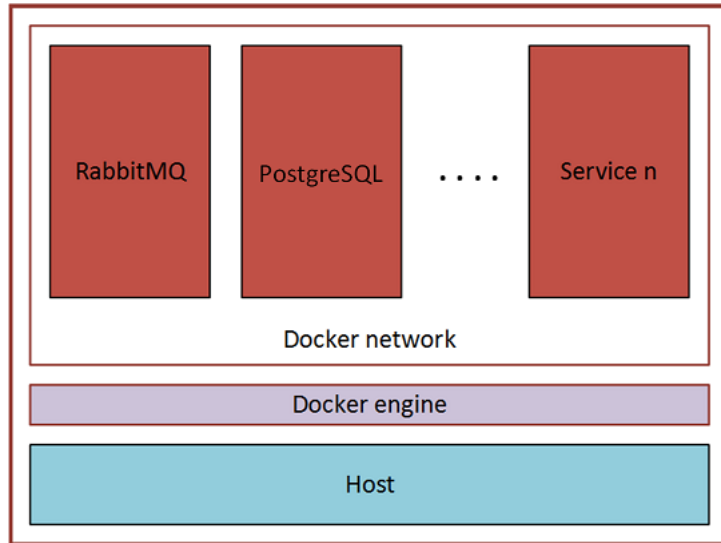 RabbitMQ
PostgreSQL
. . . .
Service n
Docker network
Docker engine
Host